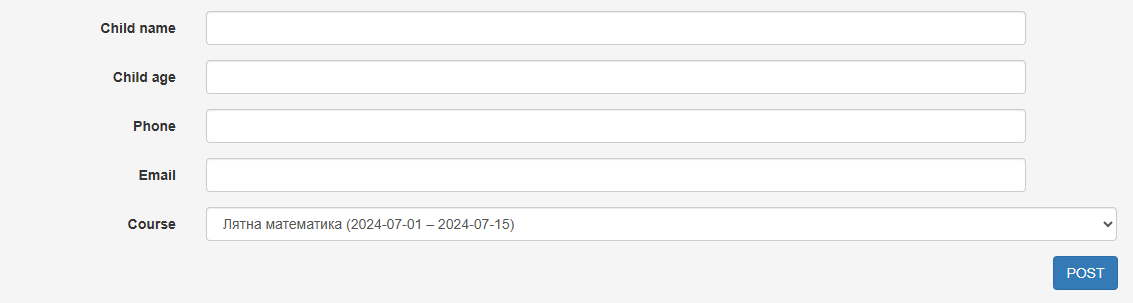 Child name
Child age
Phone
Email
Course Лятна математика (2024-07-01 – 2024-07-15)
POST